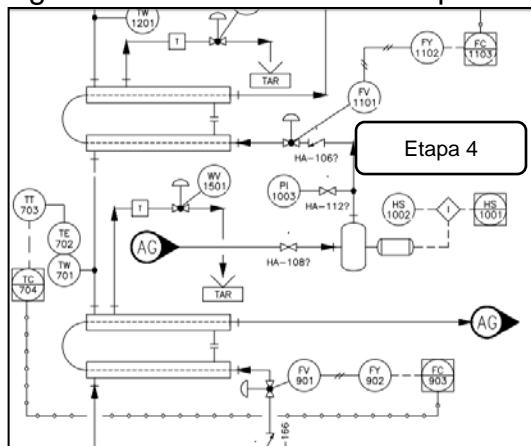 TW
1201
FY
1102
FC
1103
T
TAR
FV
1101
Etapa 4
HA-106?
TT
703
WV
1501
PI
1003
HS
1002
I
HS
1001
T
TE
702
HA-112?
AG
TW
701
HA-108?
TC
704
TAR
AG
FV
901
FY
902
FC
903
-166